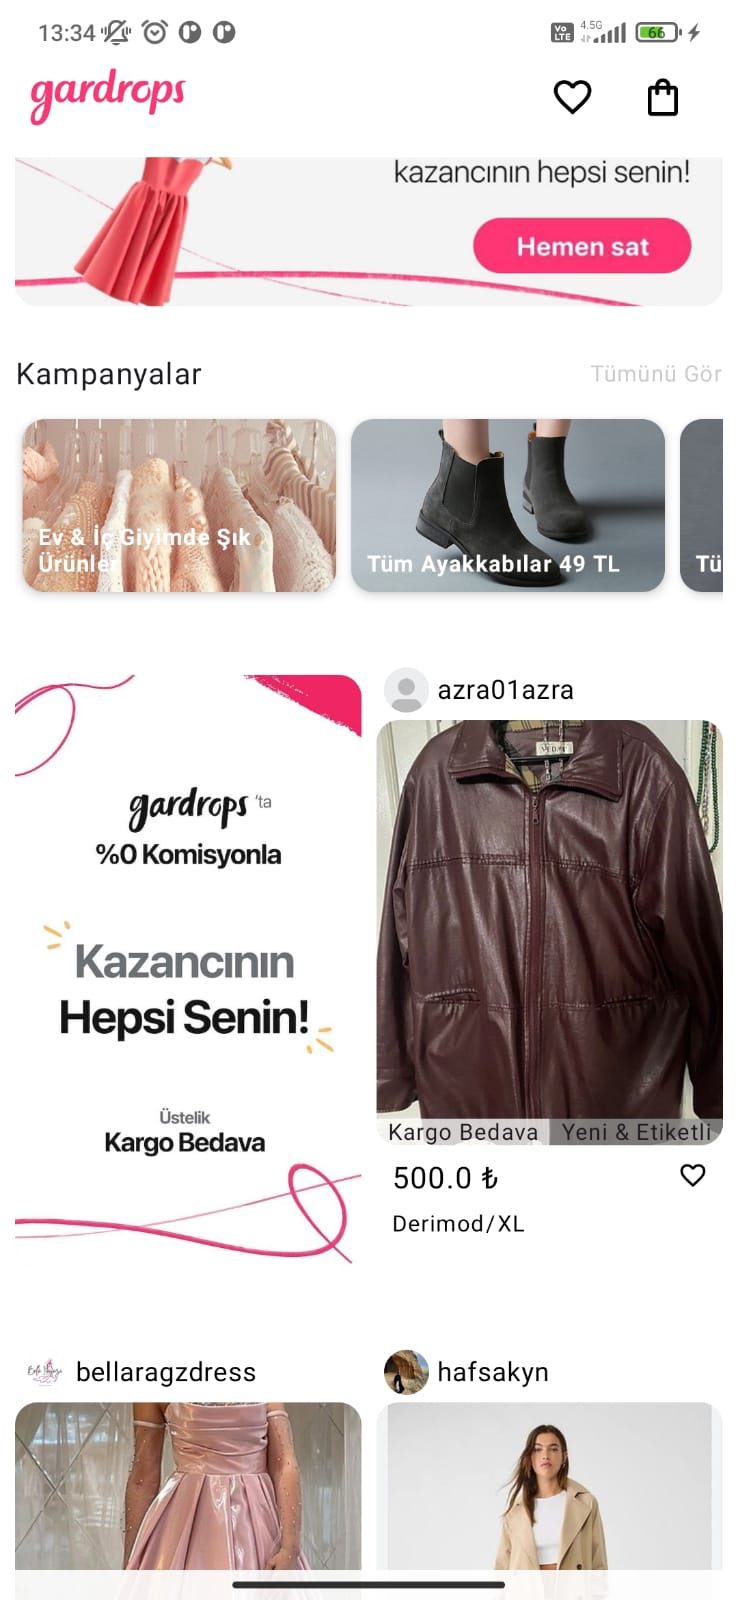 13:34
Vo
LTE
4.5G
66
gardrops
kazancının hepsi senin!
Hemen sat
Kampanyalar
Tümünü Gör
Ev & İç Giyimde Şık
Ürünler
Tüm Ayakkabılar 49 TL
Tü
gardrops 'ta
%0 Komisyonla
Kazancının
Hepsi Senin!
Üstelik
Kargo Bedava
azra01azra
Kargo Bedava
Yeni & Etiketli
500.0 ₺
Derimod/XL
bellaragzdress
hafsakyn